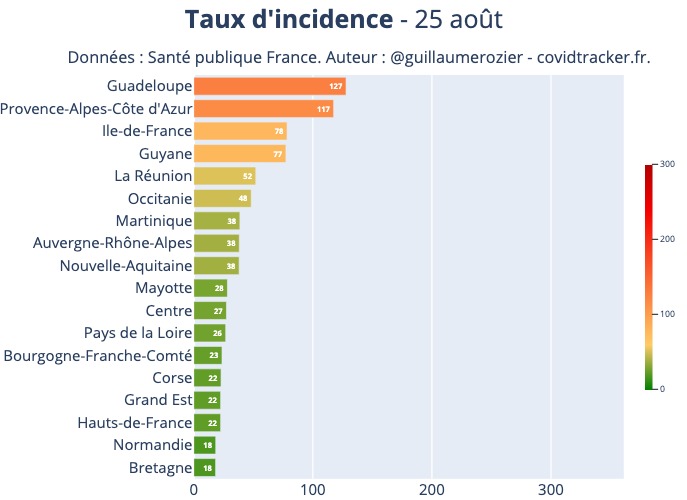 Taux d'incidence - 25 août
Données : Santé publique France. Auteur : @guillaumerozier - covidtracker.fr.
Guadeloupe 127
Provence-Alpes-Côte d'Azur 117
Ile-de-France 78
Guyane 77
La Réunion 52
Occitanie 48
Martinique 38
Auvergne-Rhône-Alpes 38
Nouvelle-Aquitaine 38
Mayotte 28
Centre 27
Pays de la Loire 26
Bourgogne-Franche-Comté 23
Corse 22
Grand Est 22
Hauts-de-France 22
Normandie 18
Bretagne 18
0 100 200 300
300
200
100
0